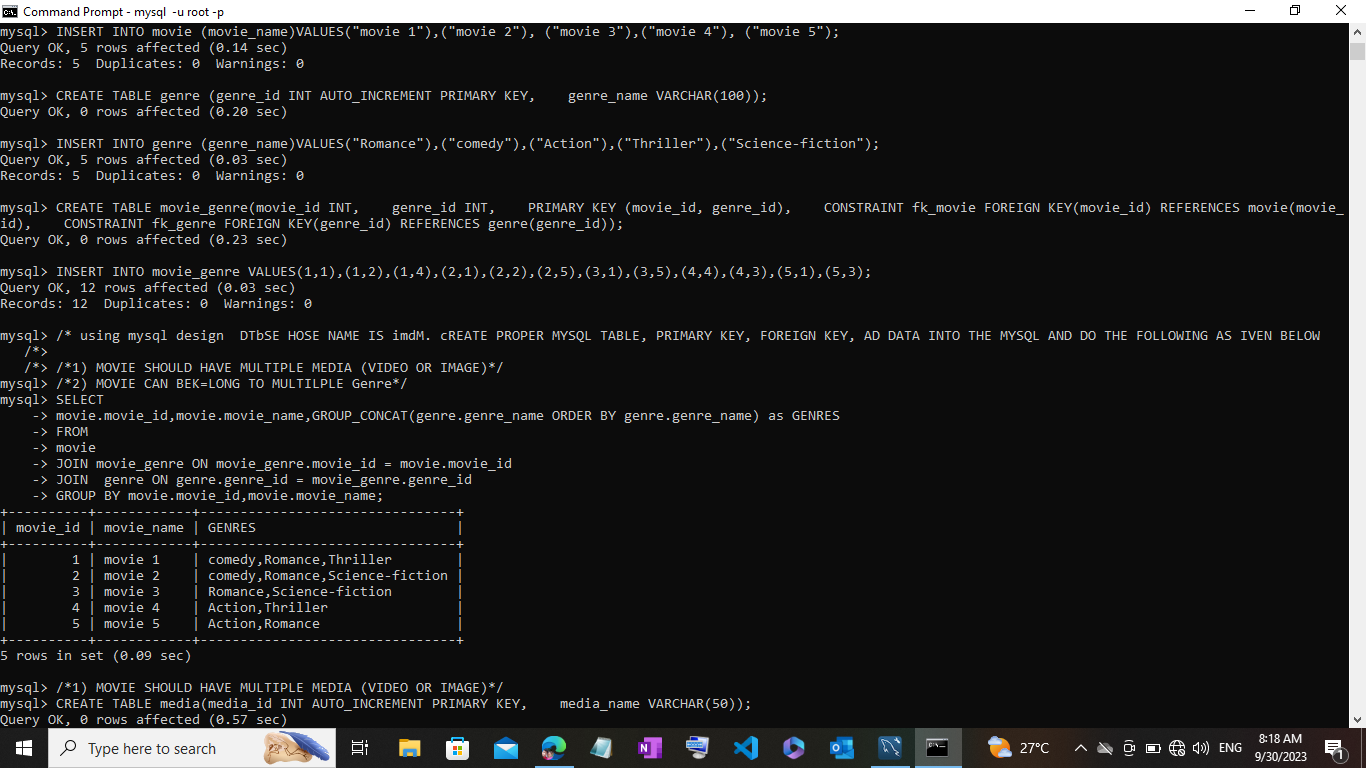 Command Prompt - mysql  -u root -p
mysql> INSERT INTO movie (movie_name)VALUES("movie 1"),("movie 2"), ("movie 3"),("movie 4"), ("movie 5");
Query OK, 5 rows affected (0.14 sec)
Records: 5  Duplicates: 0  Warnings: 0
mysql> CREATE TABLE genre (genre_id INT AUTO_INCREMENT PRIMARY KEY,    genre_name VARCHAR(100));
Query OK, 0 rows affected (0.20 sec)
mysql> INSERT INTO genre (genre_name)VALUES("Romance"),("comedy"),("Action"),("Thriller"),("Science-fiction");
Query OK, 5 rows affected (0.03 sec)
Records: 5  Duplicates: 0  Warnings: 0
mysql> CREATE TABLE movie_genre(movie_id INT,    genre_id INT,    PRIMARY KEY (movie_id, genre_id),    CONSTRAINT fk_movie FOREIGN KEY(movie_id) REFERENCES movie(movie_
id),    CONSTRAINT fk_genre FOREIGN KEY(genre_id) REFERENCES genre(genre_id));
Query OK, 0 rows affected (0.23 sec)
mysql> INSERT INTO movie_genre VALUES(1,1),(1,2),(1,4),(2,1),(2,2),(2,5),(3,1),(3,5),(4,4),(4,3),(5,1),(5,3);
Query OK, 12 rows affected (0.03 sec)
Records: 12  Duplicates: 0  Warnings: 0
mysql> /* using mysql design  DTbSE HOSE NAME IS imdM. cREATE PROPER MYSQL TABLE, PRIMARY KEY, FOREIGN KEY, AD DATA INTO THE MYSQL AND DO THE FOLLOWING AS IVEN BELOW
   /*>
   /*> /*1) MOVIE SHOULD HAVE MULTIPLE MEDIA (VIDEO OR IMAGE)*/
mysql> /*2) MOVIE CAN BEK=LONG TO MULTILPLE Genre*/
mysql> SELECT
    -> movie.movie_id,movie.movie_name,GROUP_CONCAT(genre.genre_name ORDER BY genre.genre_name) as GENRES
    -> FROM
    -> movie
    -> JOIN movie_genre ON movie_genre.movie_id = movie.movie_id
    -> JOIN  genre ON genre.genre_id = movie_genre.genre_id
    -> GROUP BY movie.movie_id,movie.movie_name;
+----------+------------+--------------------------------+
| movie_id | movie_name | GENRES                         |
+----------+------------+--------------------------------+
|        1 | movie 1    | comedy,Romance,Thriller        |
|        2 | movie 2    | comedy,Romance,Science-fiction |
|        3 | movie 3    | Romance,Science-fiction        |
|        4 | movie 4    | Action,Thriller                |
|        5 | movie 5    | Action,Romance                 |
+----------+------------+--------------------------------+
5 rows in set (0.09 sec)
mysql> /*1) MOVIE SHOULD HAVE MULTIPLE MEDIA (VIDEO OR IMAGE)*/
mysql> CREATE TABLE media(media_id INT AUTO_INCREMENT PRIMARY KEY,    media_name VARCHAR(50));
Query OK, 0 rows affected (0.57 sec)
Type here to search
27°C
ENG
8:18 AM
9/30/2023
1